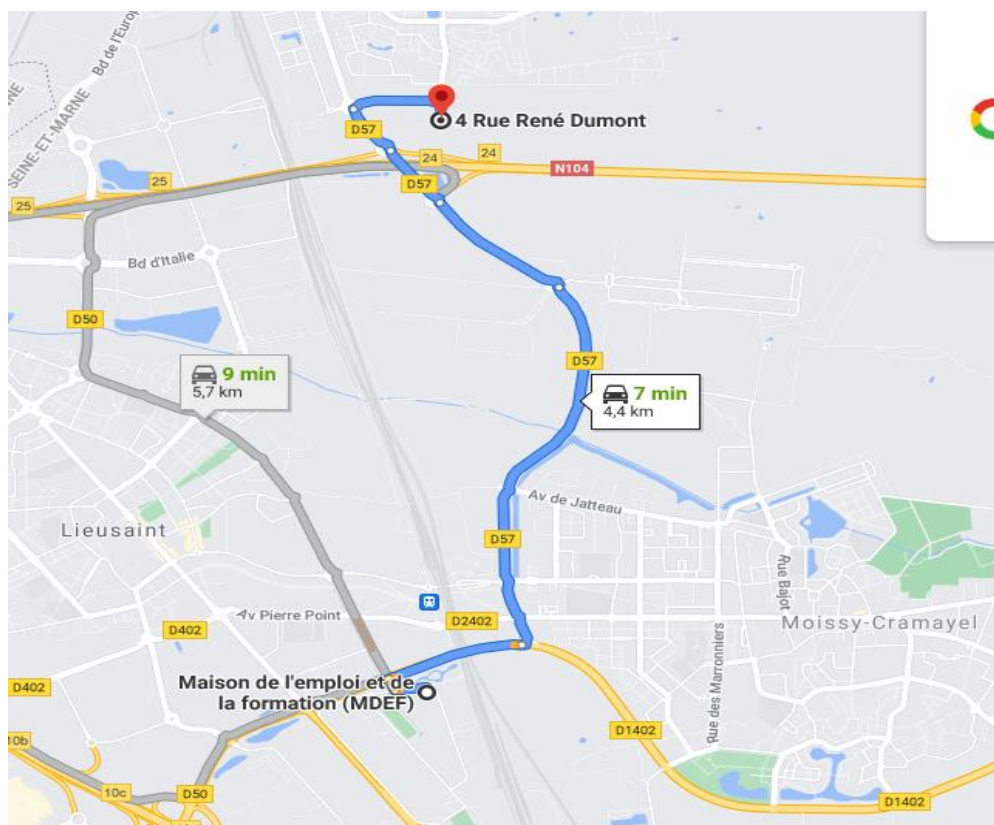 Bd de l'Europ
SEINE-ET-MARNE
INE
4 Rue René Dumont
D57
24
24
N104
D57
25
25
Bd d'Italie
D50
D57
9 min
5,7 km
7 min
4,4 km
Av de Jatteau
Lieusaint
D57
Rue Bajot
Av Pierre Point
D2402
D402
Moissy-Cramayel
Maison de l'emploi et de
la formation (MDEF)
D402
Rue des Marronniers
D1402
10b
10c
D50
D1402